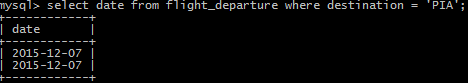 mysql> select date from flight_departure where destination = 'PIA';
+------------+
| date       |
+------------+
| 2015-12-07 |
| 2015-12-07 |
+------------+